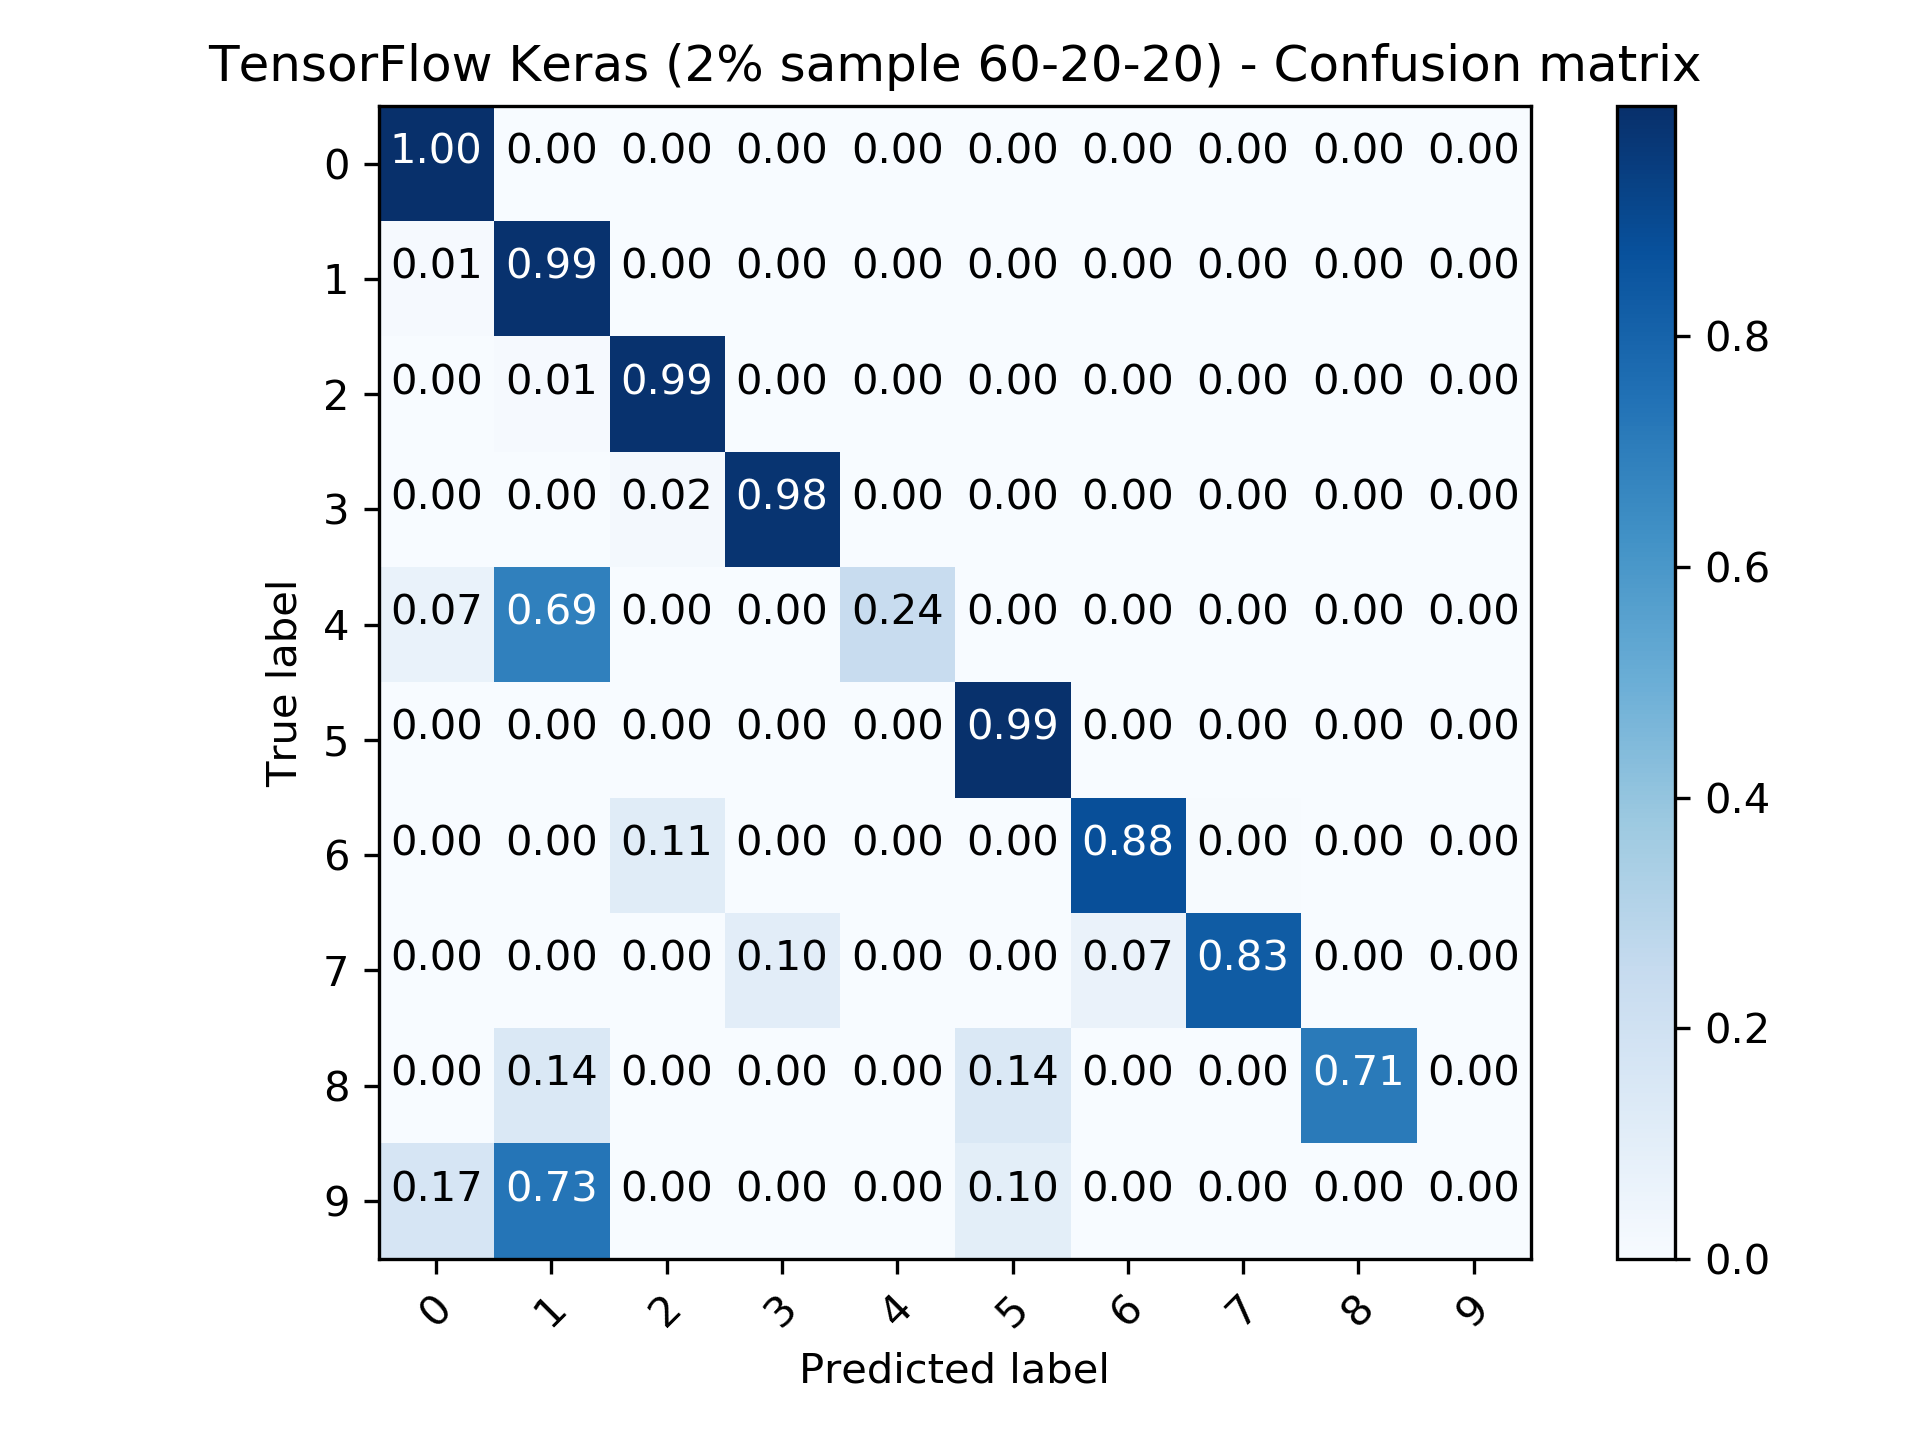 TensorFlow Keras (2% sample 60-20-20) - Confusion matrix
0 1.00 0.00 0.00 0.00 0.00 0.00 0.00 0.00 0.00 0.00
1 0.01 0.99 0.00 0.00 0.00 0.00 0.00 0.00 0.00 0.00
2 0.00 0.01 0.99 0.00 0.00 0.00 0.00 0.00 0.00 0.00
3 0.00 0.00 0.02 0.98 0.00 0.00 0.00 0.00 0.00 0.00
4 0.07 0.69 0.00 0.00 0.24 0.00 0.00 0.00 0.00 0.00
5 0.00 0.00 0.00 0.00 0.00 0.99 0.00 0.00 0.00 0.00
6 0.00 0.00 0.11 0.00 0.00 0.00 0.88 0.00 0.00 0.00
7 0.00 0.00 0.00 0.10 0.00 0.00 0.07 0.83 0.00 0.00
8 0.00 0.14 0.00 0.00 0.00 0.14 0.00 0.00 0.71 0.00
9 0.17 0.73 0.00 0.00 0.00 0.10 0.00 0.00 0.00 0.00
True label
0 1 2 3 4 5 6 7 8 9
Predicted label
0.8
0.6
0.4
0.2
0.0